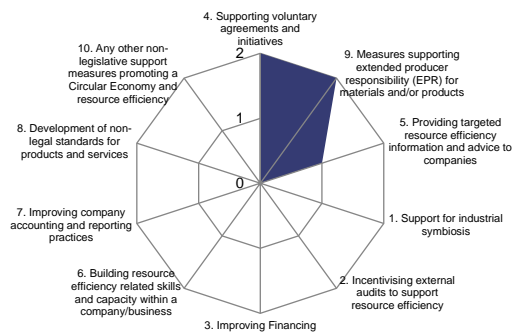 4. Supporting voluntary
agreements and
initiatives
9. Measures supporting
extended producer
responsibility (EPR) for
materials and/or products
5. Providing targeted
resource efficiency
information and advice to
companies
1. Support for industrial
symbiosis
2. Incentivising external
audits to support
resource efficiency
3. Improving Financing
6. Building resource
efficiency related skills
and capacity within a
company/business
7. Improving company
accounting and reporting
practices
8. Development of non-
legal standards for
products and services
10. Any other non-
legislative support
measures promoting a
Circular Economy and
resource efficiency
2
1
0